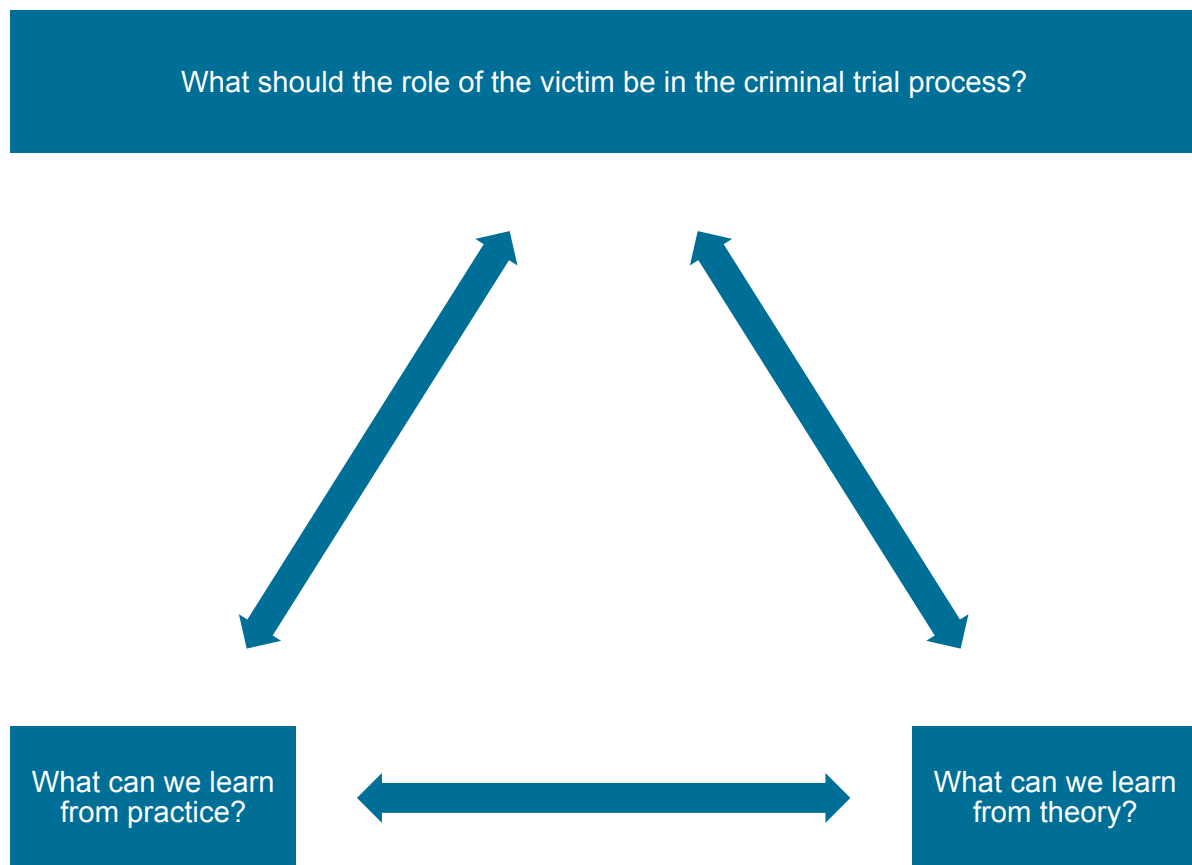 What should the role of the victim be in the criminal trial process?
What can we learn
from practice?
What can we learn
from theory?